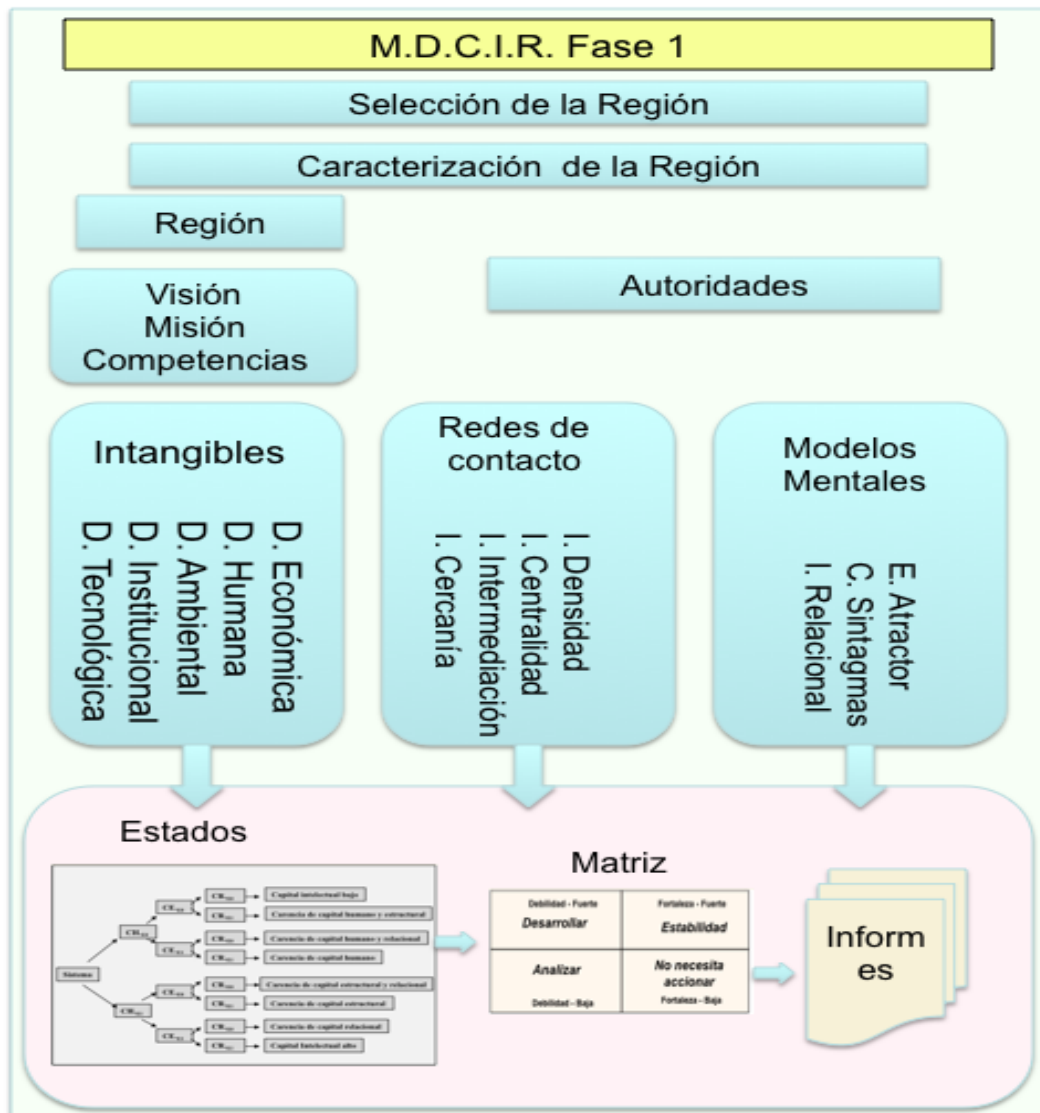 M.D.C.I.R. Fase 1
Selección de la Región
Caracterización de la Región
Región
Autoridades
Visión
Misión
Competencias
Intangibles
D. Económica
D. Humana
D. Ambiental
D. Institucional
D. Tecnológica
Redes de
contacto
I. Densidad
I. Centralidad
I. Intermediación
I. Cercanía
Modelos
Mentales
E. Atractor
C. Sintagmas
I. Relacional
Estados
Sistema
Capital intelectual bajo
Carencia de capital humano y estructural
Carencia de capital humano y relacional
Carencia de capital humano
Carencia de capital estructural y relacional
Carencia de capital estructural
Carencia de capital relacional
Capital Intelectual alto
Matriz
Debilidad - Fuerte
Desarrollar
Fortaleza - Fuerte
Estabilidad
Analizar
Debilidad - Baja
No necesita
accionar
Fortaleza - Baja
Inform
es